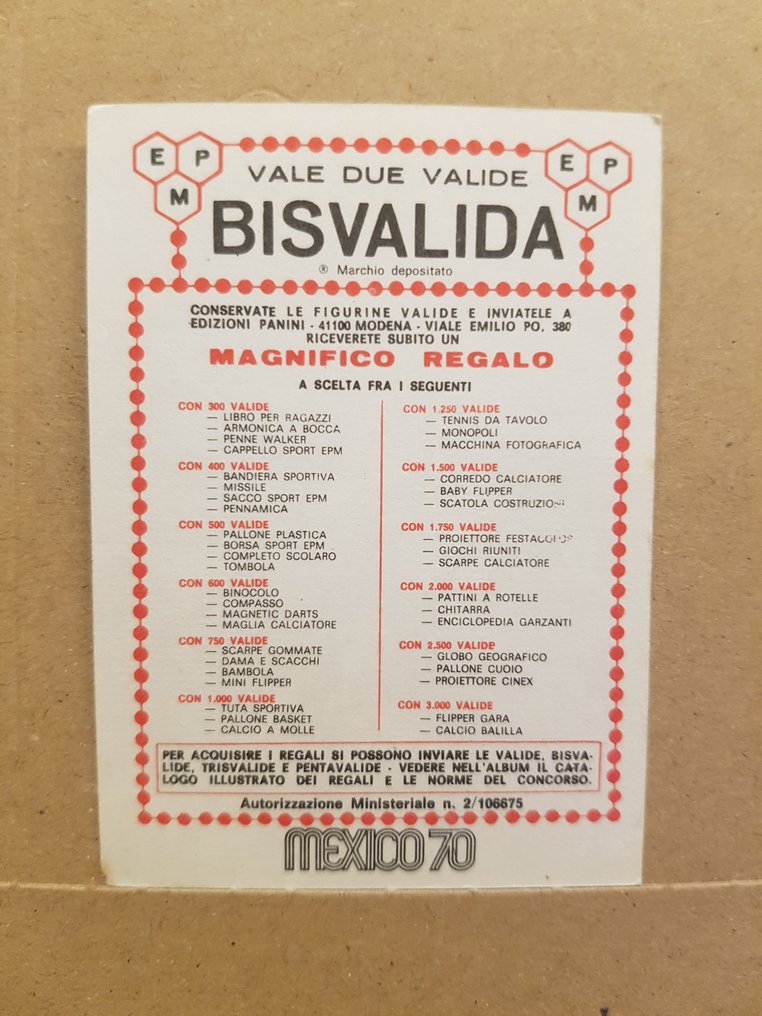 E P M
E P M
VALE DUE VALIDE
BISVALIDA
® Marchio depositato
CONSERVATE LE FIGURINE VALIDE E INVIATELE A
EDIZIONI PANINI - 41100 MODENA - VIALE EMILIO PO, 380
RICEVERETE SUBITO UN
MAGNIFICO REGALO
A SCELTA FRA I SEGUENTI
CON 300 VALIDE
— LIBRO PER RAGAZZI
— ARMONICA A BOCCA
— PENNE WALKER
— CAPPELLO SPORT EPM
CON 400 VALIDE
— BANDIERA SPORTIVA
— MISSILE
— SACCO SPORT EPM
— PENNAMICA
CON 500 VALIDE
— PALLONE PLASTICA
— BORSA SPORT EPM
— COMPLETO SCOLARO
— TOMBOLA
CON 600 VALIDE
— BINOCOLO
— COMPASSO
— MAGNETIC DARTS
— MAGLIA CALCIATORE
CON 750 VALIDE
— SCARPE GOMMATE
— DAMA E SCACCHI
— BAMBOLA
— MINI FLIPPER
CON 1.000 VALIDE
— TUTA SPORTIVA
— PALLONE BASKET
— CALCIO A MOLLE
CON 1.250 VALIDE
— TENNIS DA TAVOLO
— MONOPOLI
— MACCHINA FOTOGRAFICA
CON 1.500 VALIDE
— CORREDO CALCIATORE
— BABY FLIPPER
— SCATOLA COSTRUZIONI
CON 1.750 VALIDE
— PROIETTORE
— GIOCHI RIUNITI
— SCARPE CALCIATORE
CON 2.000 VALIDE
— PATTINI A ROTELLE
— CHITARRA
— ENCICLOPEDIA GARZANTI
CON 2.500 VALIDE
— GLOBO GEOGRAFICO
— PALLONE CUOIO
— PROIETTORE CINEX
CON 3.000 VALIDE
— FLIPPER GARA
— CALCIO BALILLA
PER ACQUISIRE I REGALI SI POSSONO INVIARE LE VALIDE, BISVA-
LIDE, TRISVALIDE E PENTAVALIDE - VEDERE NELL'ALBUM IL CATA-
LOGO ILLUSTRATO DEI REGALI E LE NORME DEL CONCORSO.
Autorizzazione Ministeriale n. 2/106675
MEXICO 70